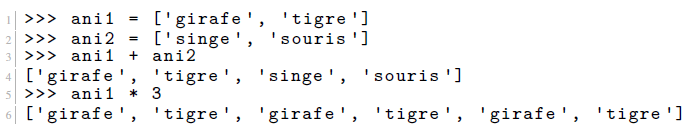 1 >>> ani1 = ['girafe', 'tigre']
2 >>> ani2 = ['singe', 'souris']
3 >>> ani1 + ani2
4 ['girafe', 'tigre', 'singe', 'souris']
5 >>> ani1 * 3
6 ['girafe', 'tigre', 'girafe', 'tigre', 'girafe', 'tigre']